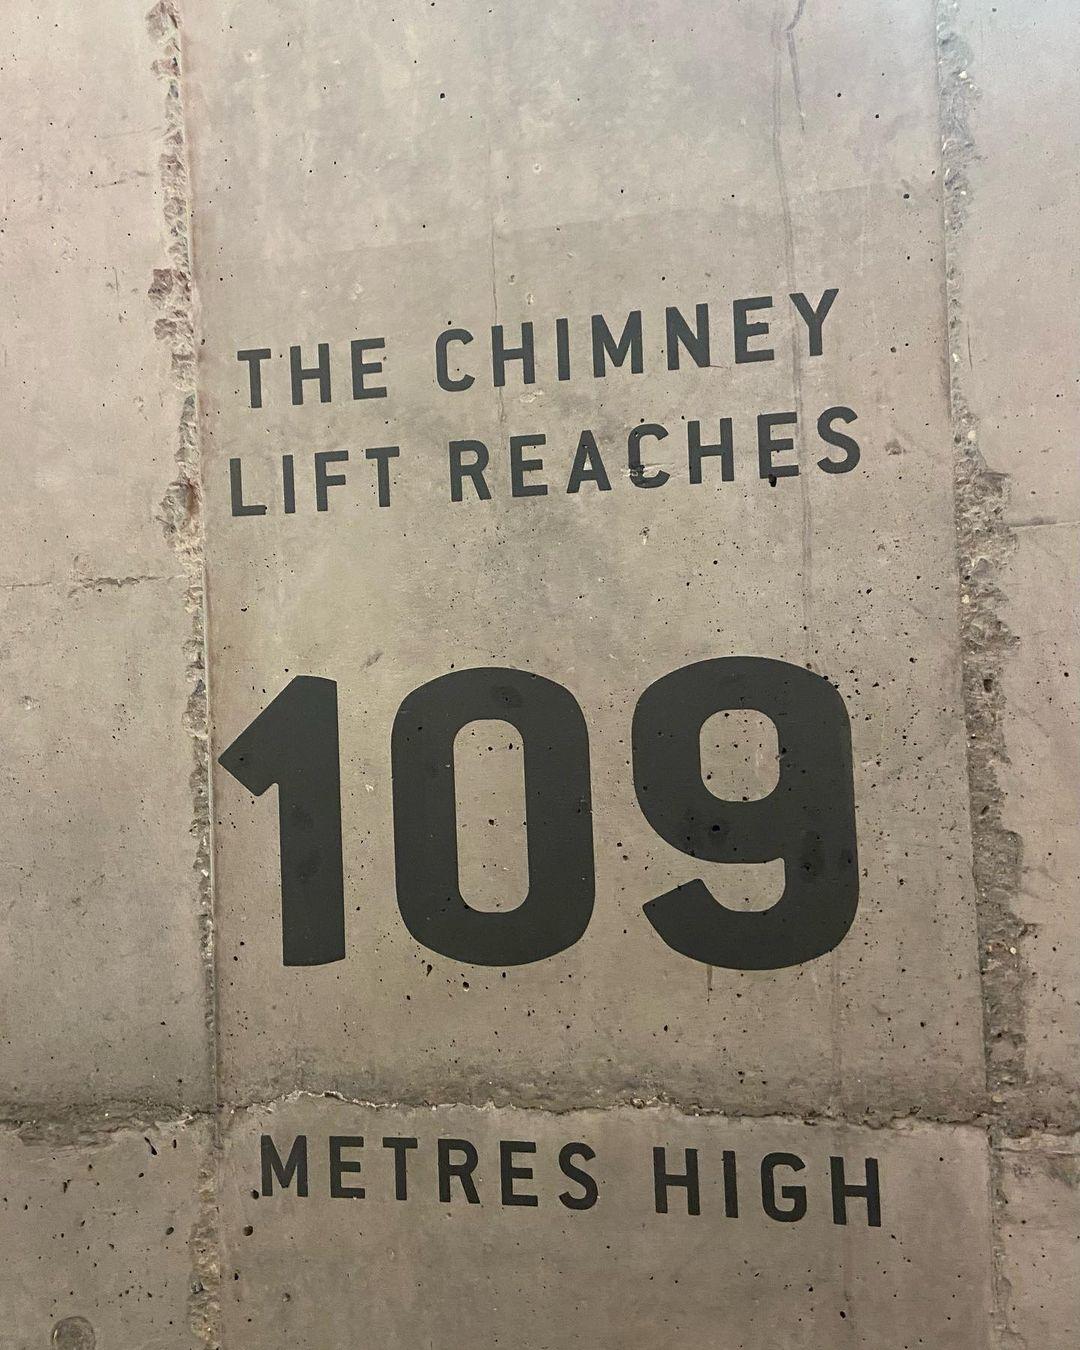 THE CHIMNEY
LIFT REACHES
109
METRES HIGH